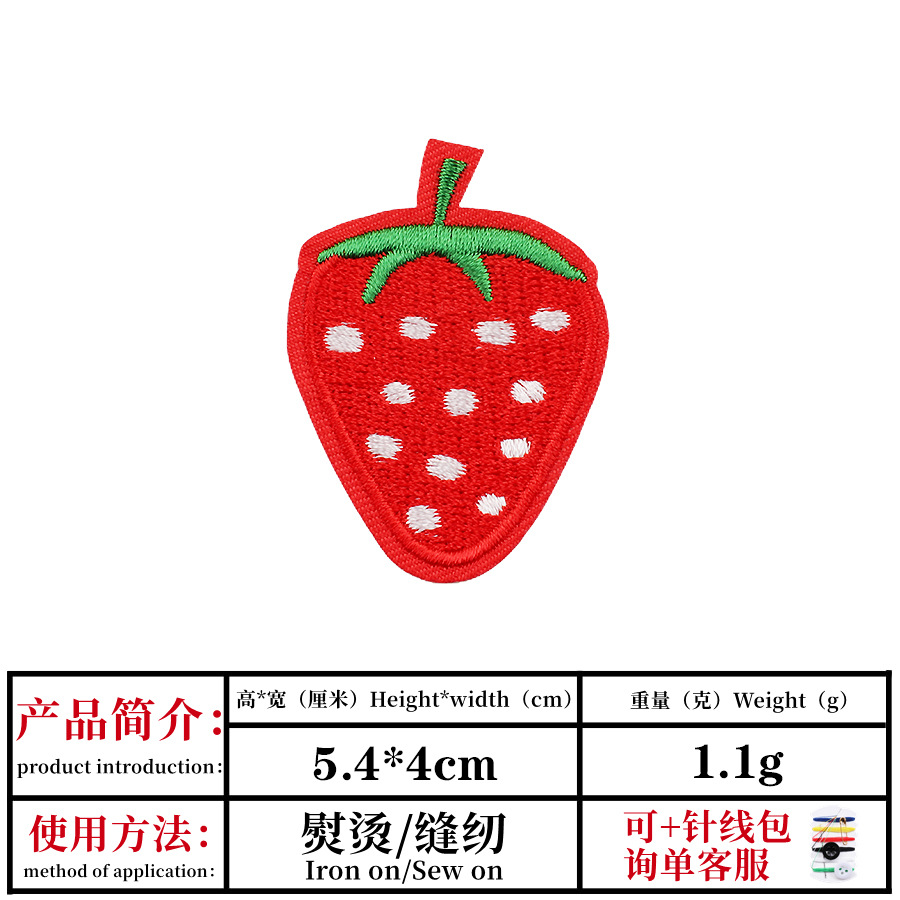 产品简介：
product introduction：
高*宽（厘米）Height*width（cm）
重量（克）Weight（g）
5.4*4cm
1.1g
使用方法：
method of application：
熨烫/缝纫
Iron on/Sew on
可+针线包
询单客服